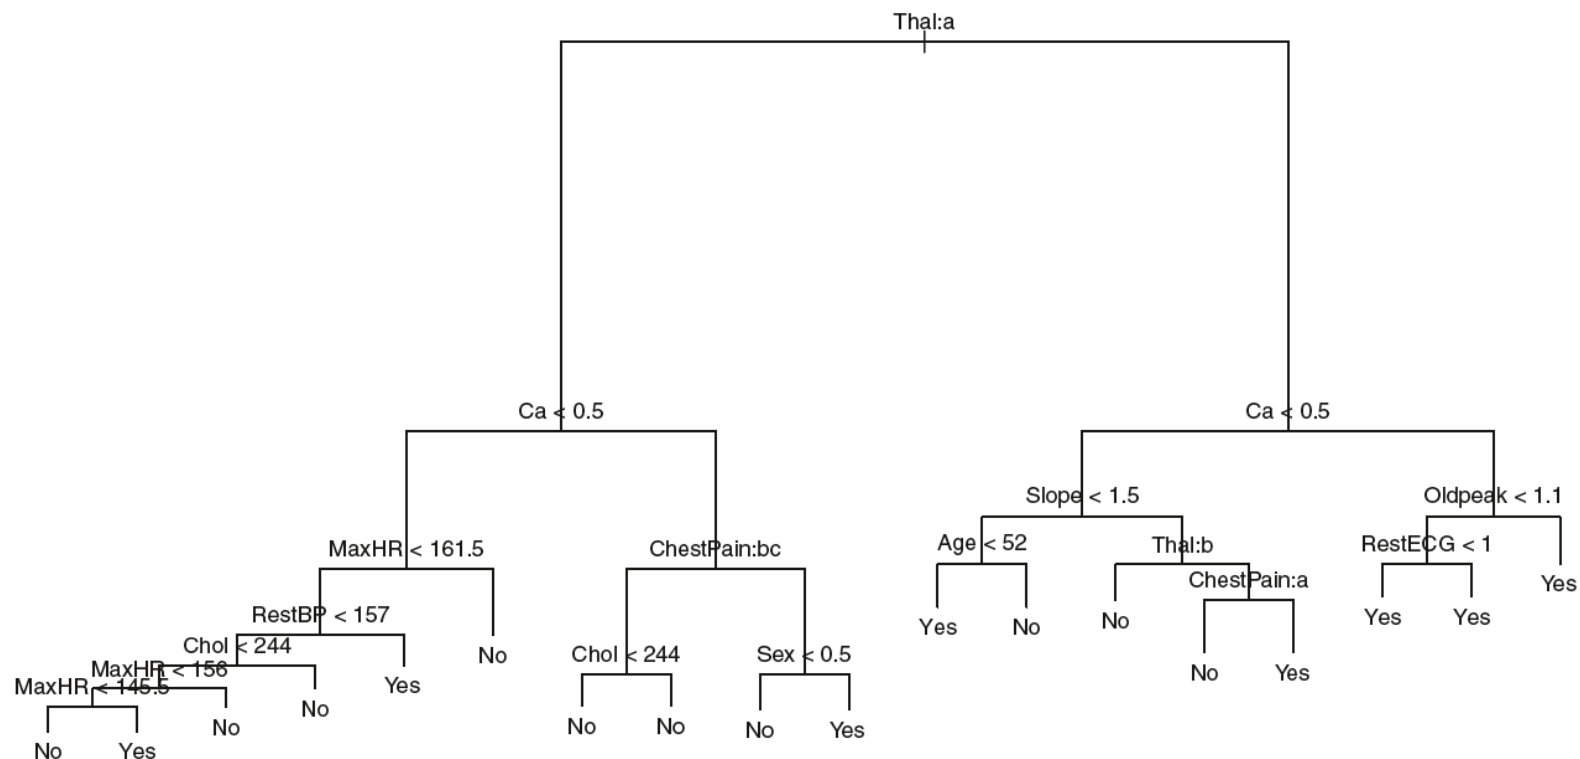 Thal:a
Ca < 0.5
Ca < 0.5
Slope < 1.5
Oldpeak < 1.1
MaxHR < 161.5
ChestPain:bc
Age < 52
Thal:b
RestECG < 1
ChestPain:a
Yes
RestBP < 157
Yes
No
No
Yes
Yes
Chol < 244
No
Chol < 244
Sex < 0.5
No
Yes
MaxHR < 156
MaxHR < 145.5
Yes
No
No
No
No
No
Yes
No
Yes